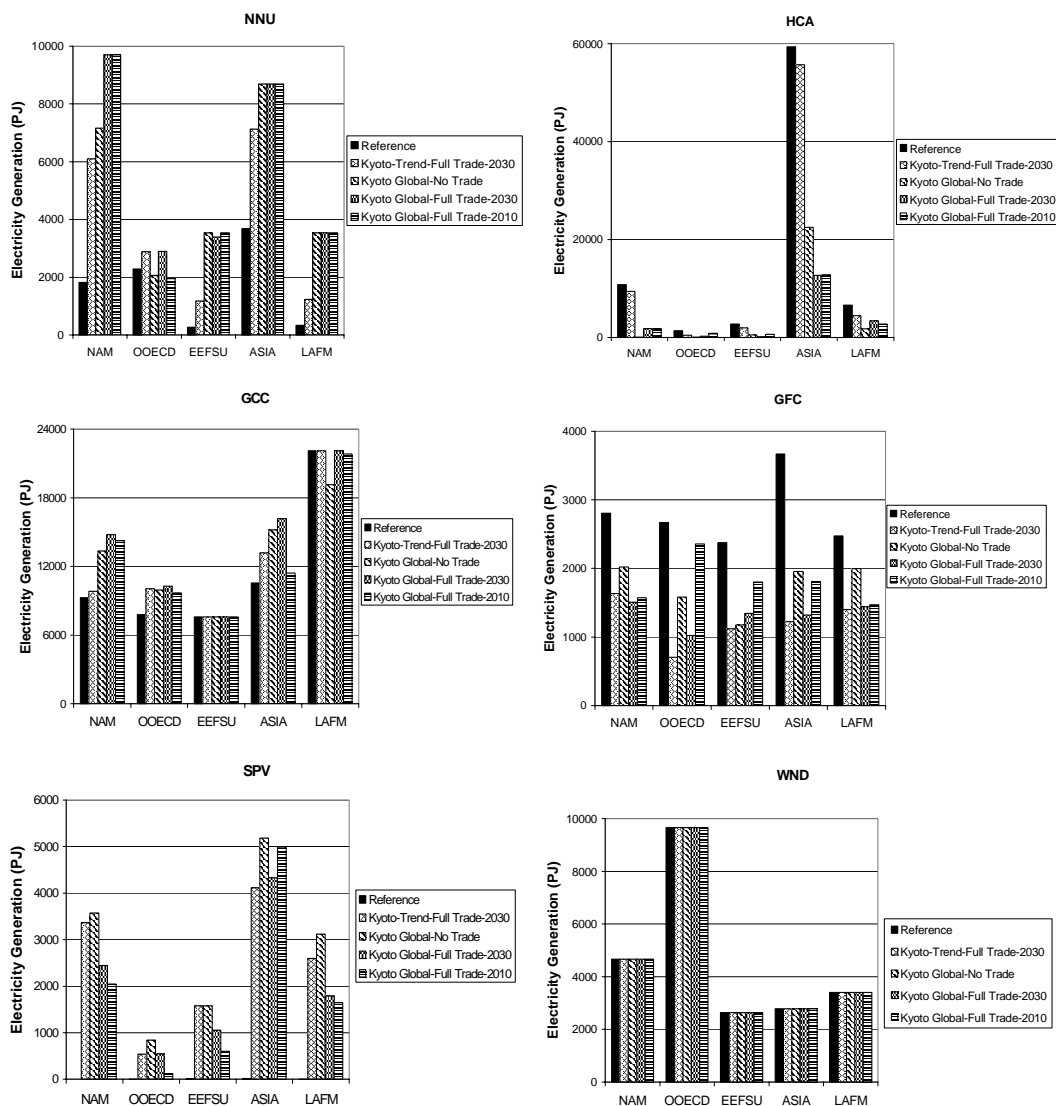 NNU
Electricity Generation (PJ)
10000
8000
6000
4000
2000
0
NAM OOECD EEFSU ASIA LAFM
Reference
Kyoto-Trend-Full Trade-2030
Kyoto Global-No Trade
Kyoto Global-Full Trade-2030
Kyoto Global-Full Trade-2010
HCA
Electricity Generation (PJ)
60000
40000
20000
0
NAM OOECD EEFSU ASIA LAFM
Reference
Kyoto-Trend-Full Trade-2030
Kyoto Global-No Trade
Kyoto Global-Full Trade-2030
Kyoto Global-Full Trade-2010
GCC
Electricity Generation (PJ)
24000
18000
12000
6000
0
NAM OOECD EEFSU ASIA LAFM
Reference
Kyoto-Trend-Full Trade-2030
Kyoto Global-No Trade
Kyoto Global-Full Trade-2030
Kyoto Global-Full Trade-2010
GFC
Electricity Generation (PJ)
4000
3000
2000
1000
0
NAM OOECD EEFSU ASIA LAFM
Reference
Kyoto-Trend-Full Trade-2030
Kyoto Global-No Trade
Kyoto Global-Full Trade-2030
Kyoto Global-Full Trade-2010
SPV
Electricity Generation (PJ)
6000
5000
4000
3000
2000
1000
0
NAM OOECD EEFSU ASIA LAFM
Reference
Kyoto-Trend-Full Trade-2030
Kyoto Global-No Trade
Kyoto Global-Full Trade-2030
Kyoto Global-Full Trade-2010
WND
Electricity Generation (PJ)
10000
8000
6000
4000
2000
0
NAM OOECD EEFSU ASIA LAFM
Reference
Kyoto-Trend-Full Trade-2030
Kyoto Global-No Trade
Kyoto Global-Full Trade-2030
Kyoto Global-Full Trade-2010